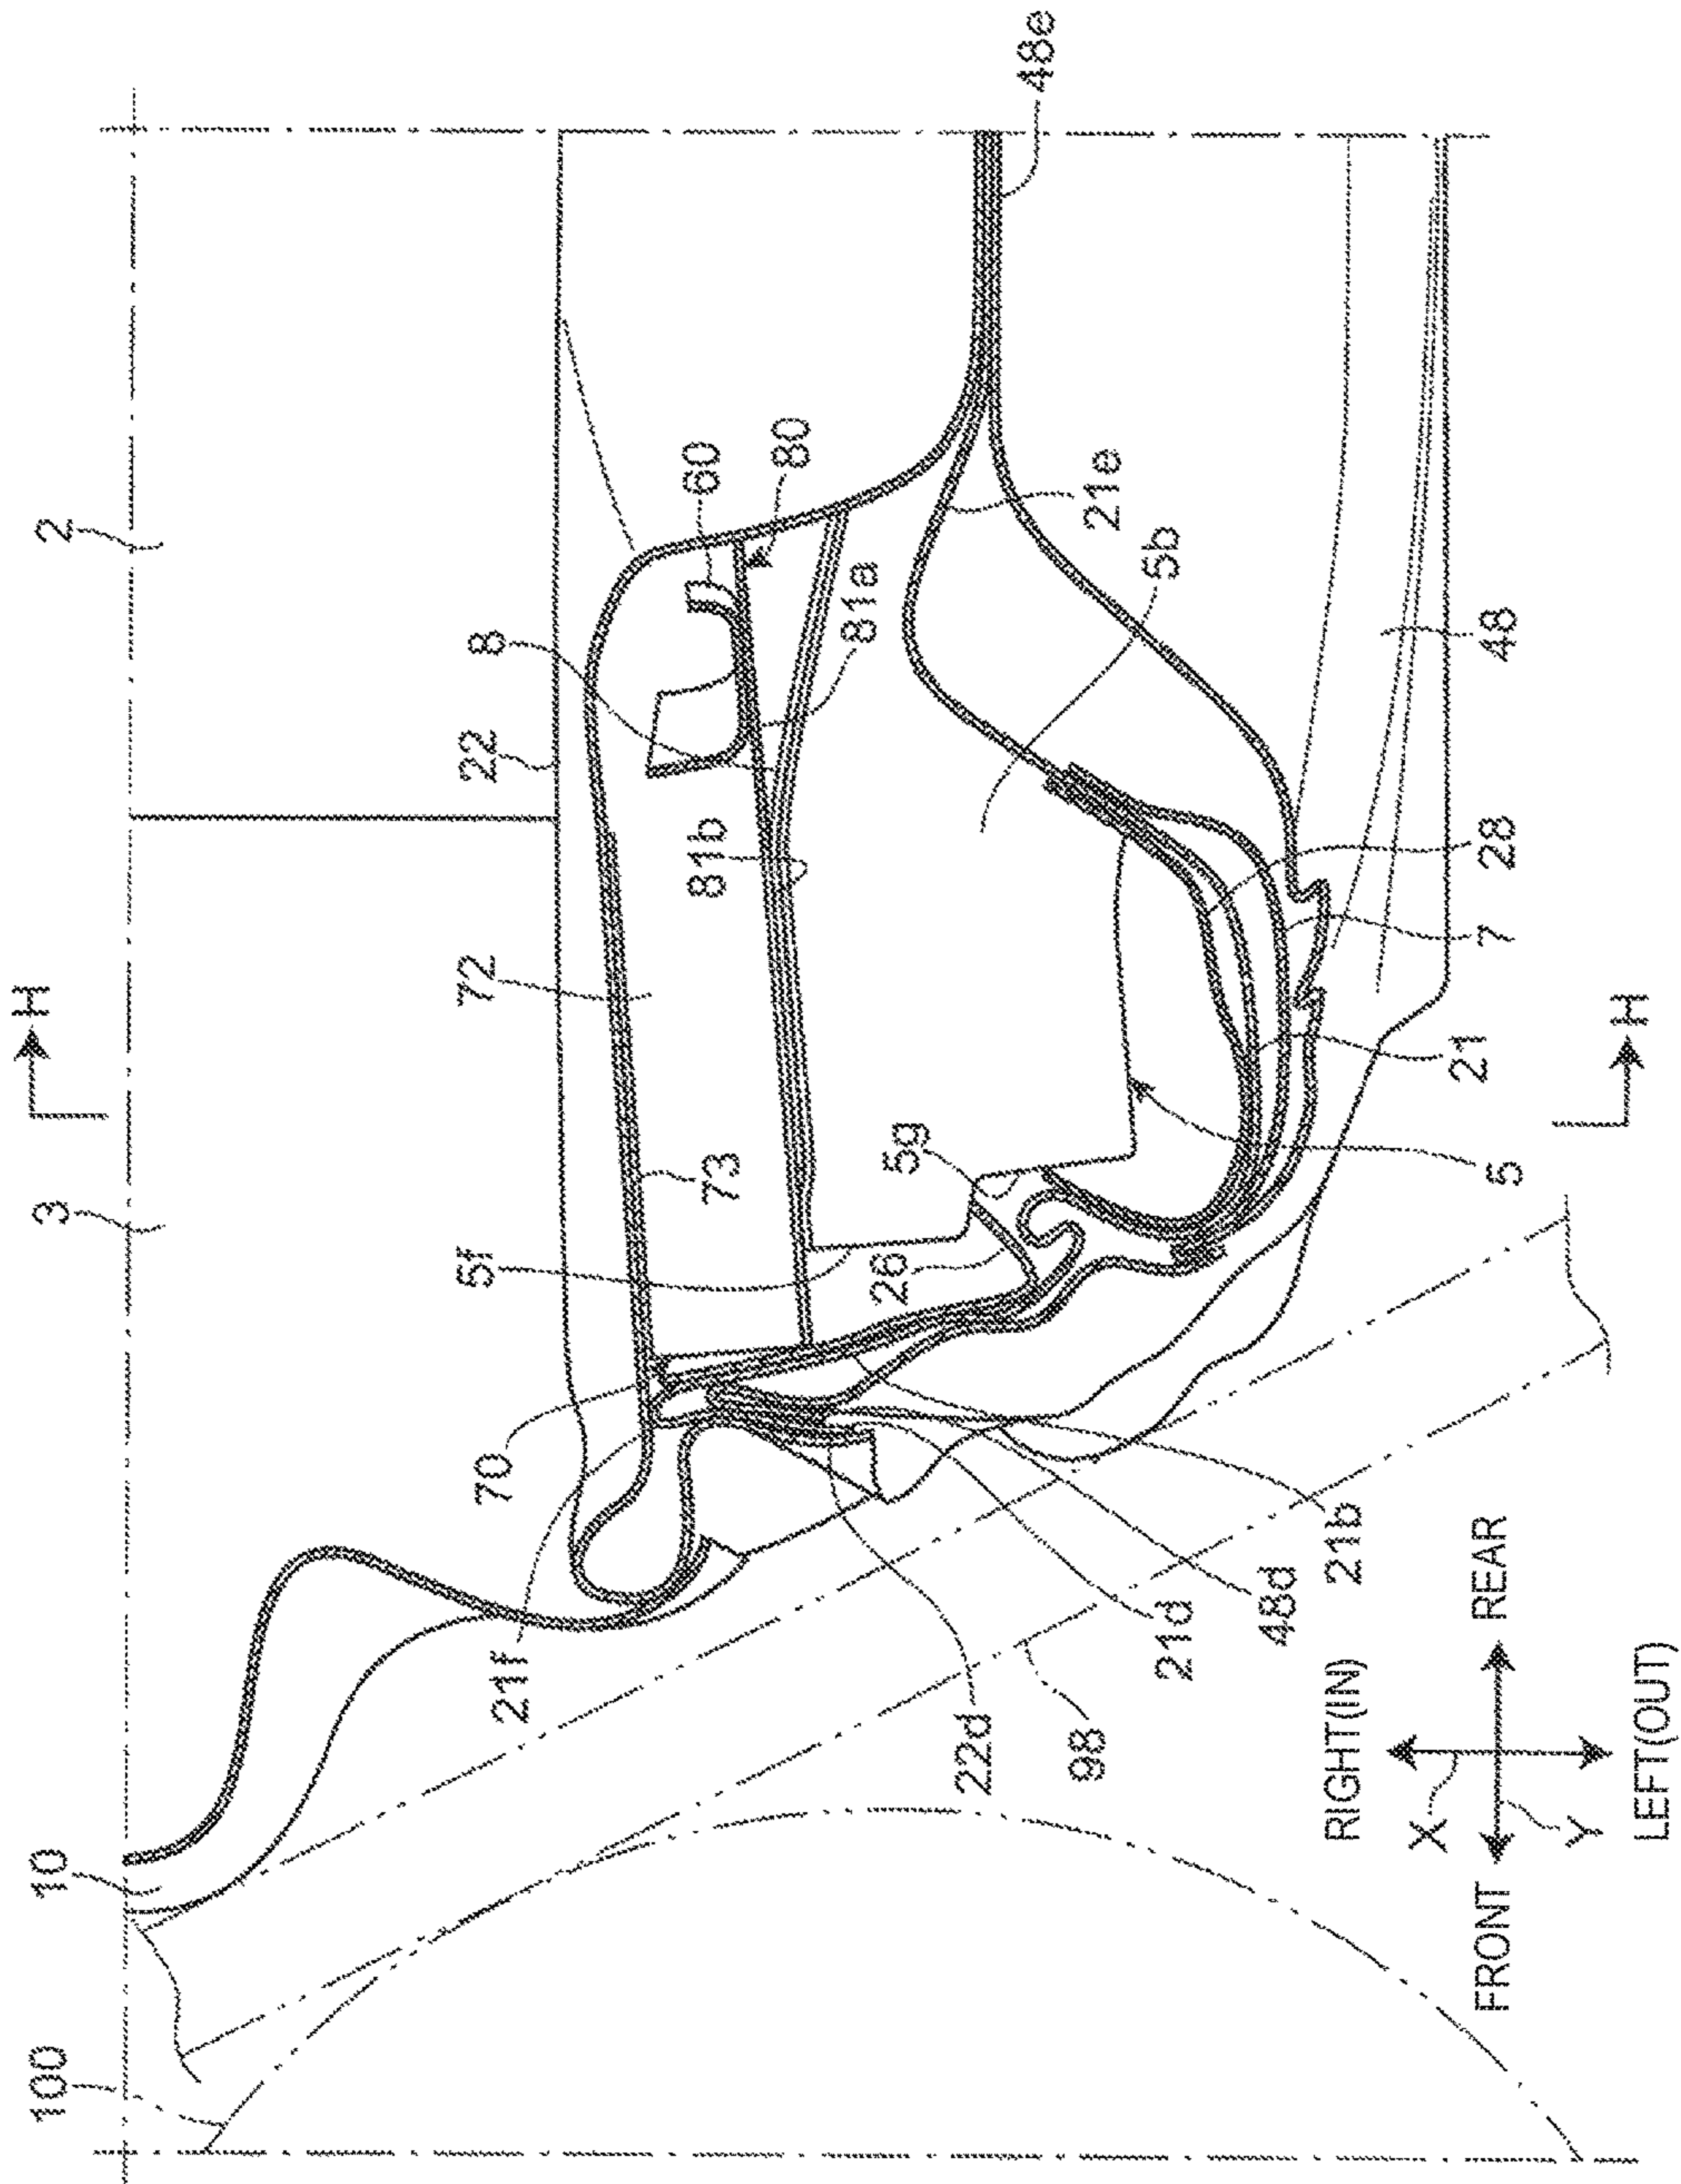 100
10
3
H
2
22
8
60
80
48e
72
81b
81a
21e
5b
73
5f
5g
26
70
21f
22d
98
21d
48d
21b
5
H
21
7
28
48
RIGHT(IN)
X
FRONT
REAR
Y
LEFT(OUT)